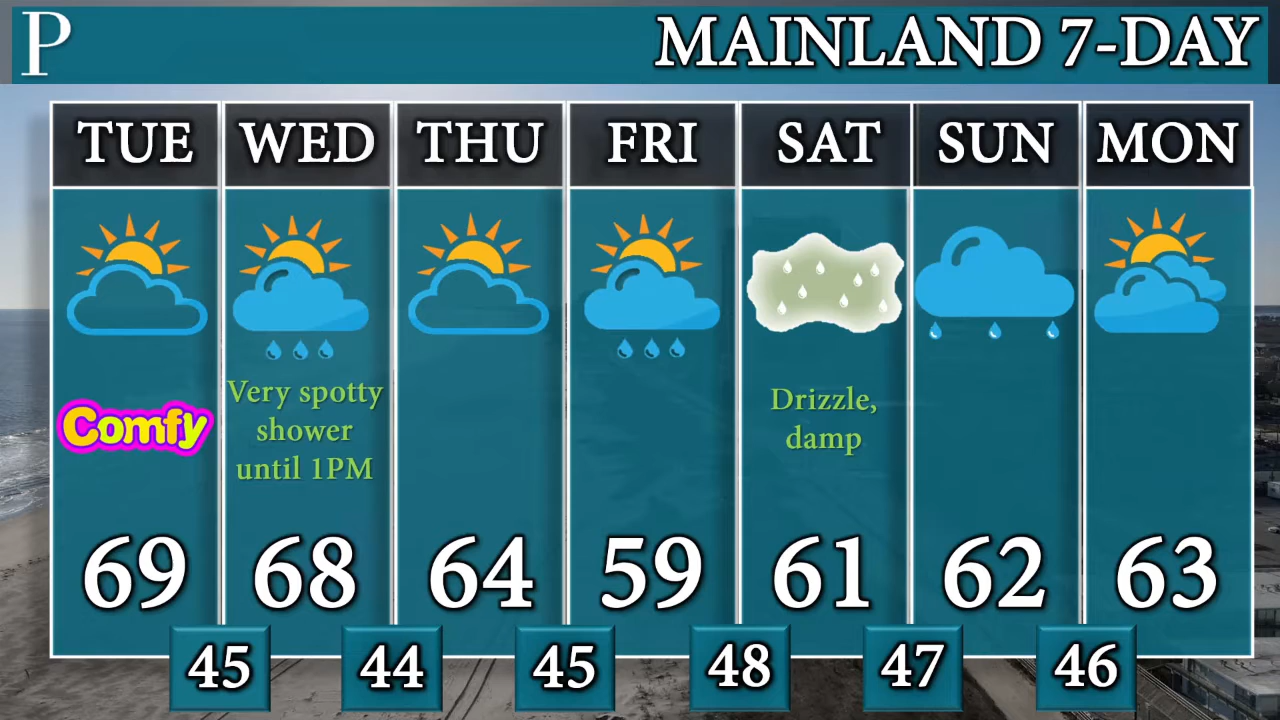 P
MAINLAND 7-DAY
TUE WED THU FRI SAT SUN MON
Comfy
Very spotty
shower
until 1PM
Drizzle,
damp
69 68 64 59 61 62 63
45 44 45 48 47 46